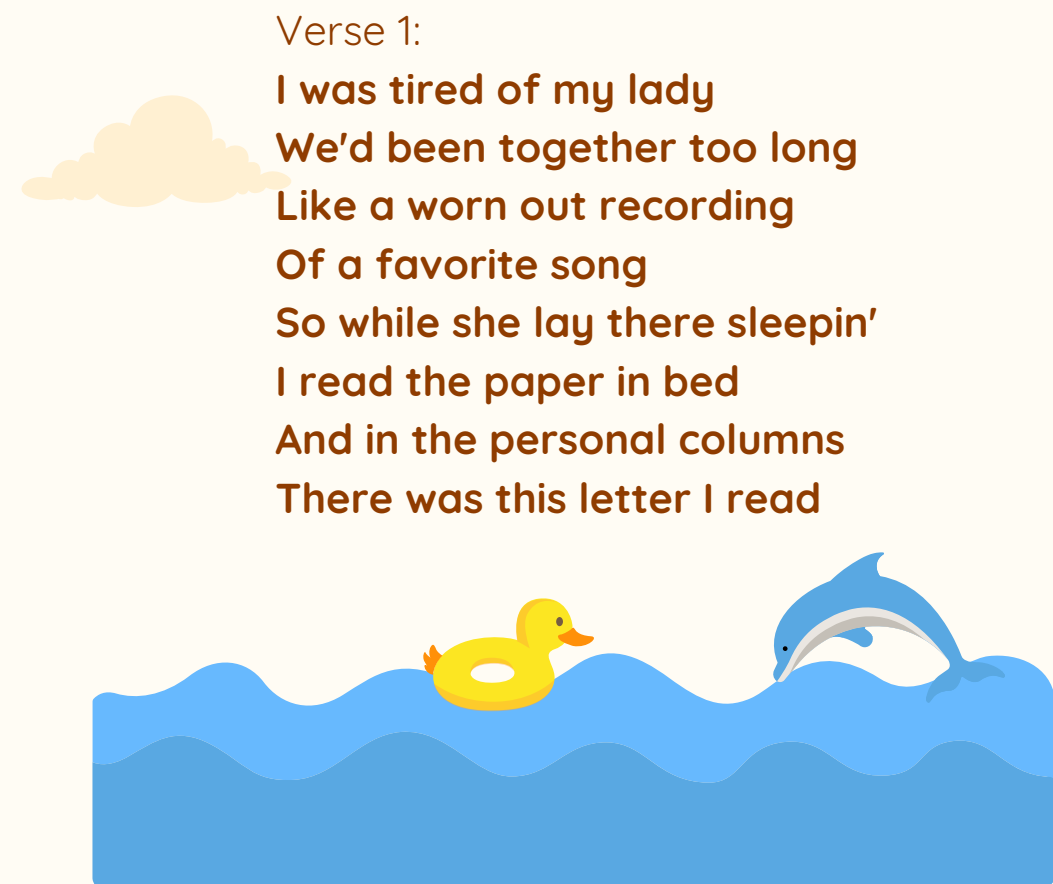 Verse 1:
I was tired of my lady
We'd been together too long
Like a worn out recording
Of a favorite song
So while she lay there sleepin'
I read the paper in bed
And in the personal columns
There was this letter I read